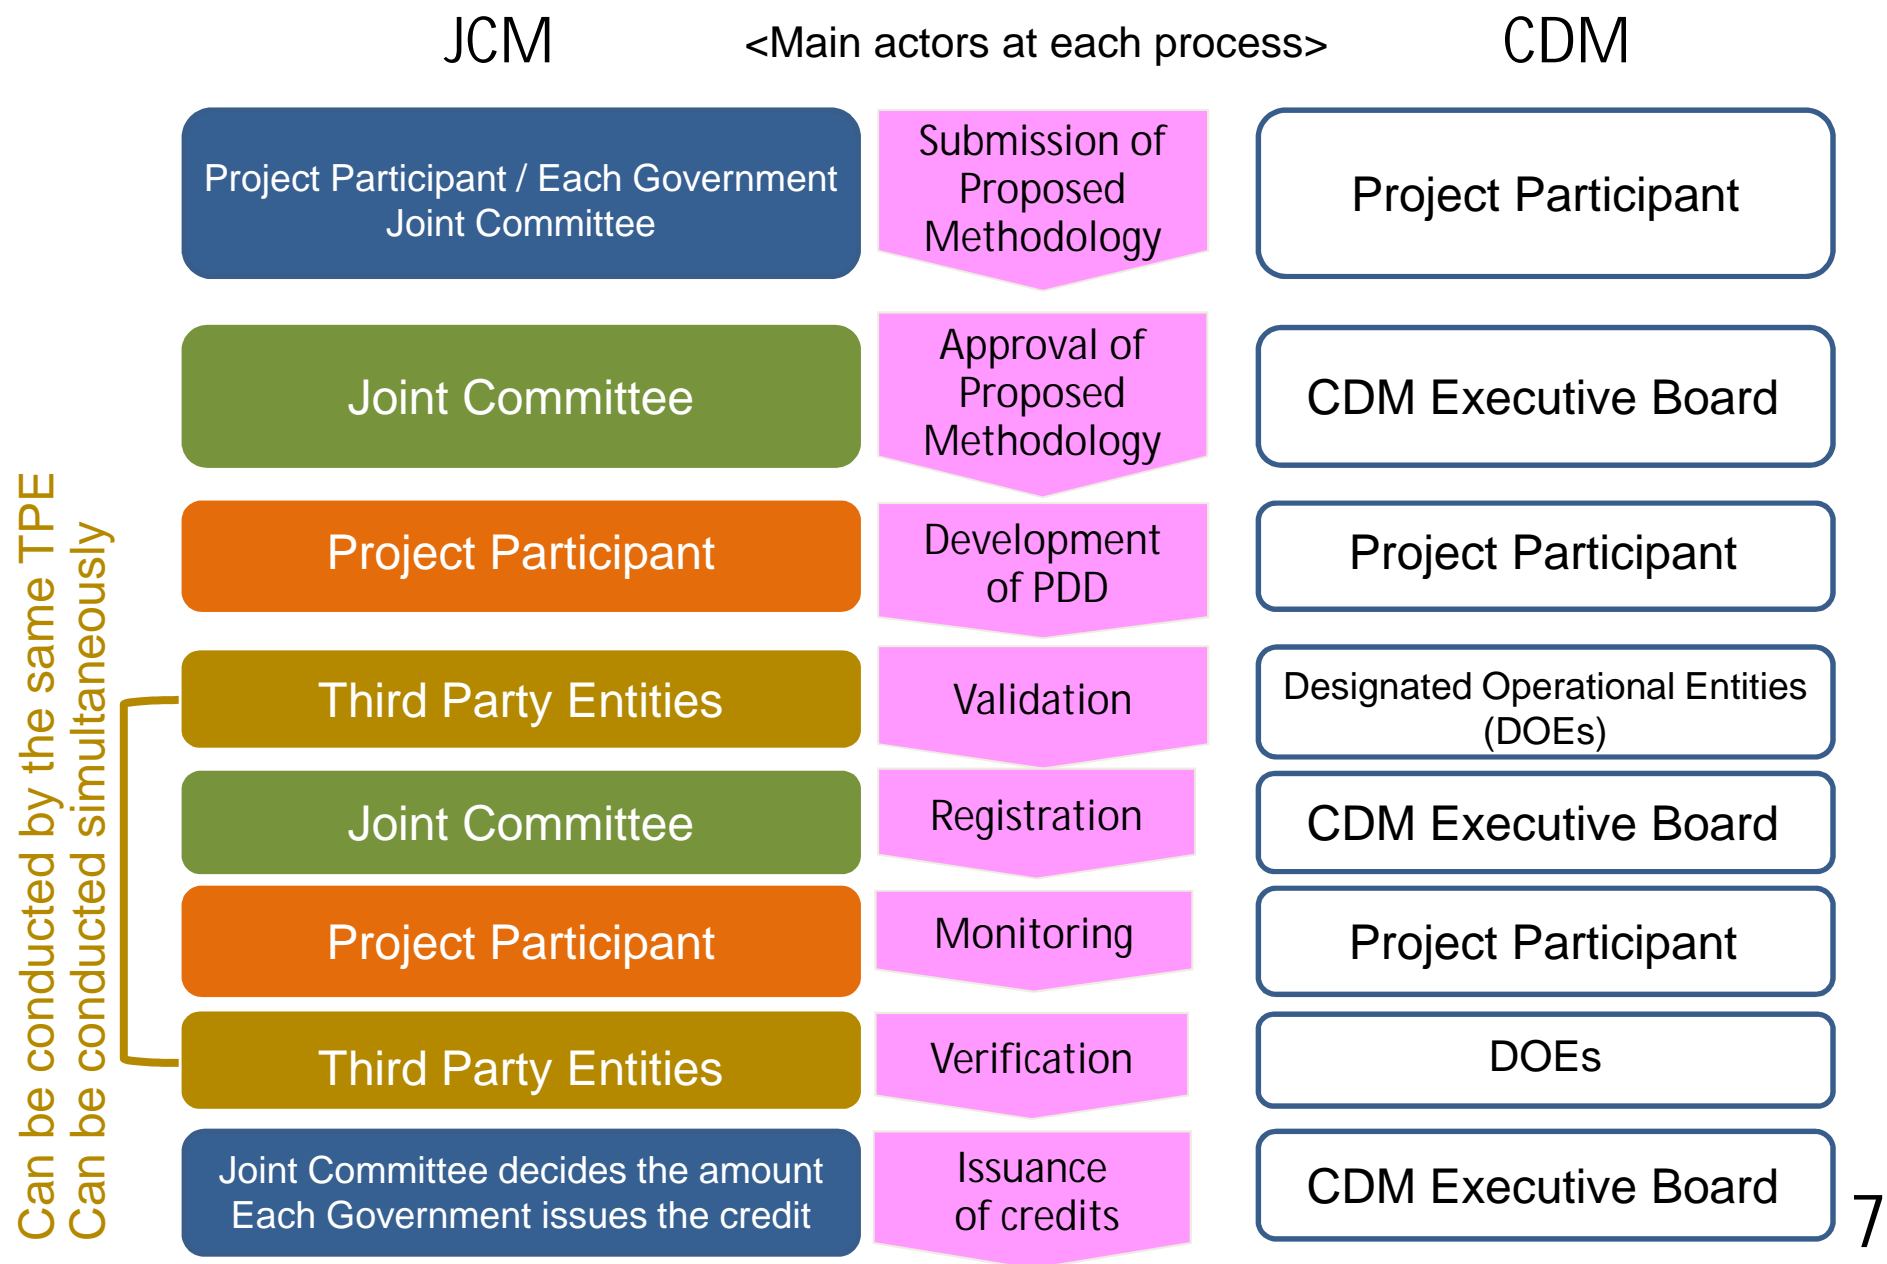 JCM
<Main actors at each process>
CDM
Project Participant / Each Government
Joint Committee
Submission of
Proposed
Methodology
Project Participant
Joint Committee
Approval of
Proposed
Methodology
CDM Executive Board
Project Participant
Development
of PDD
Project Participant
Third Party Entities
Validation
Designated Operational Entities
(DOEs)
Joint Committee
Registration
CDM Executive Board
Project Participant
Monitoring
Project Participant
Third Party Entities
Verification
DOEs
Joint Committee decides the amount
Each Government issues the credit
Issuance
of credits
CDM Executive Board
Can be conducted by the same TPE
Can be conducted simultaneously
7